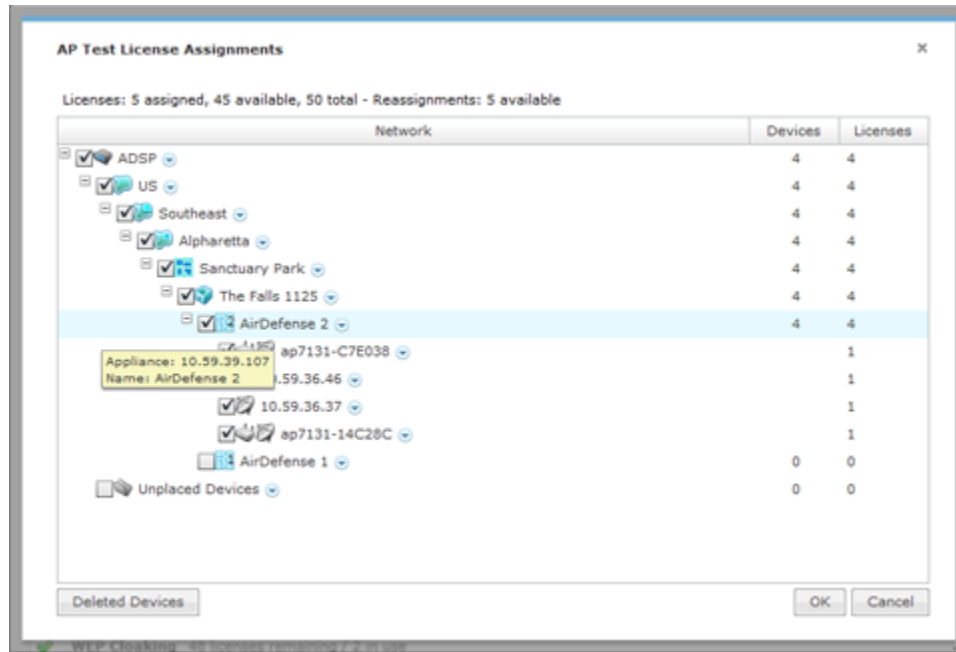 AP Test License Assignments
Licenses: 5 assigned, 45 available, 50 total - Reassignments: 5 available
Network Devices Licenses
ADSP 4 4
US 4 4
Southeast 4 4
Alpharetta 4 4
Sanctuary Park 4 4
The Falls 1125 4 4
AirDefense 2 4 4
ap7131-C7E038 1
Appliance: 10.59.39.107
Name: AirDefense 2 .59.36.46 1
10.59.36.37 1
ap7131-14C28C 1
AirDefense 1 0 0
Unplaced Devices 0 0
Deleted Devices OK Cancel
WEP Cloaking 48 licenses remaining / 2 in use